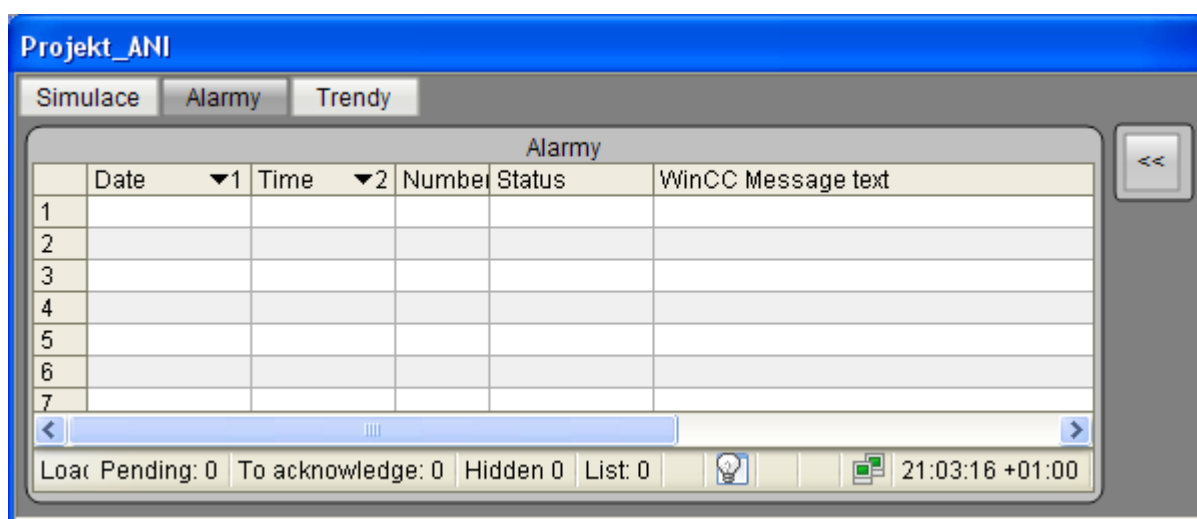 Projekt_ANI
Simulace Alarmy Trendy
Alarmy
<<
Date 1 Time 2 Number Status WinCC Message text
1
2
3
4
5
6
7
Pending: 0 To acknowledge: 0 Hidden 0 List: 0 21:03:16 +01:00